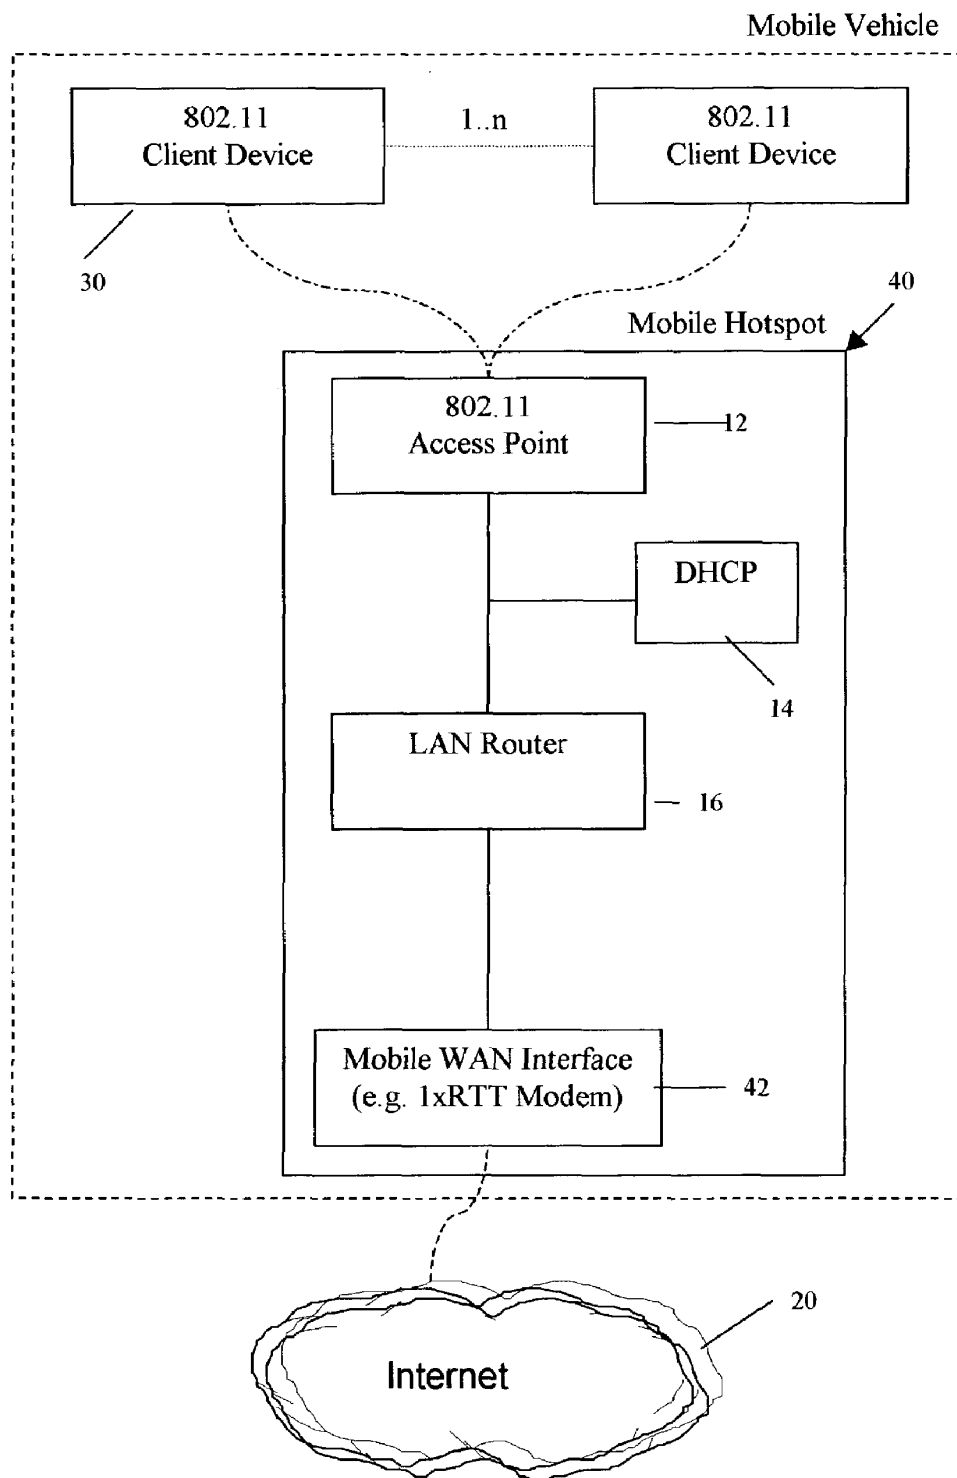 Mobile Vehicle
802.11
Client Device
1..n
802.11
Client Device
30
40
Mobile Hotspot
802.11
Access Point
12
DHCP
14
LAN Router
16
Mobile WAN Interface
(e.g. 1xRTT Modem)
42
20
Internet